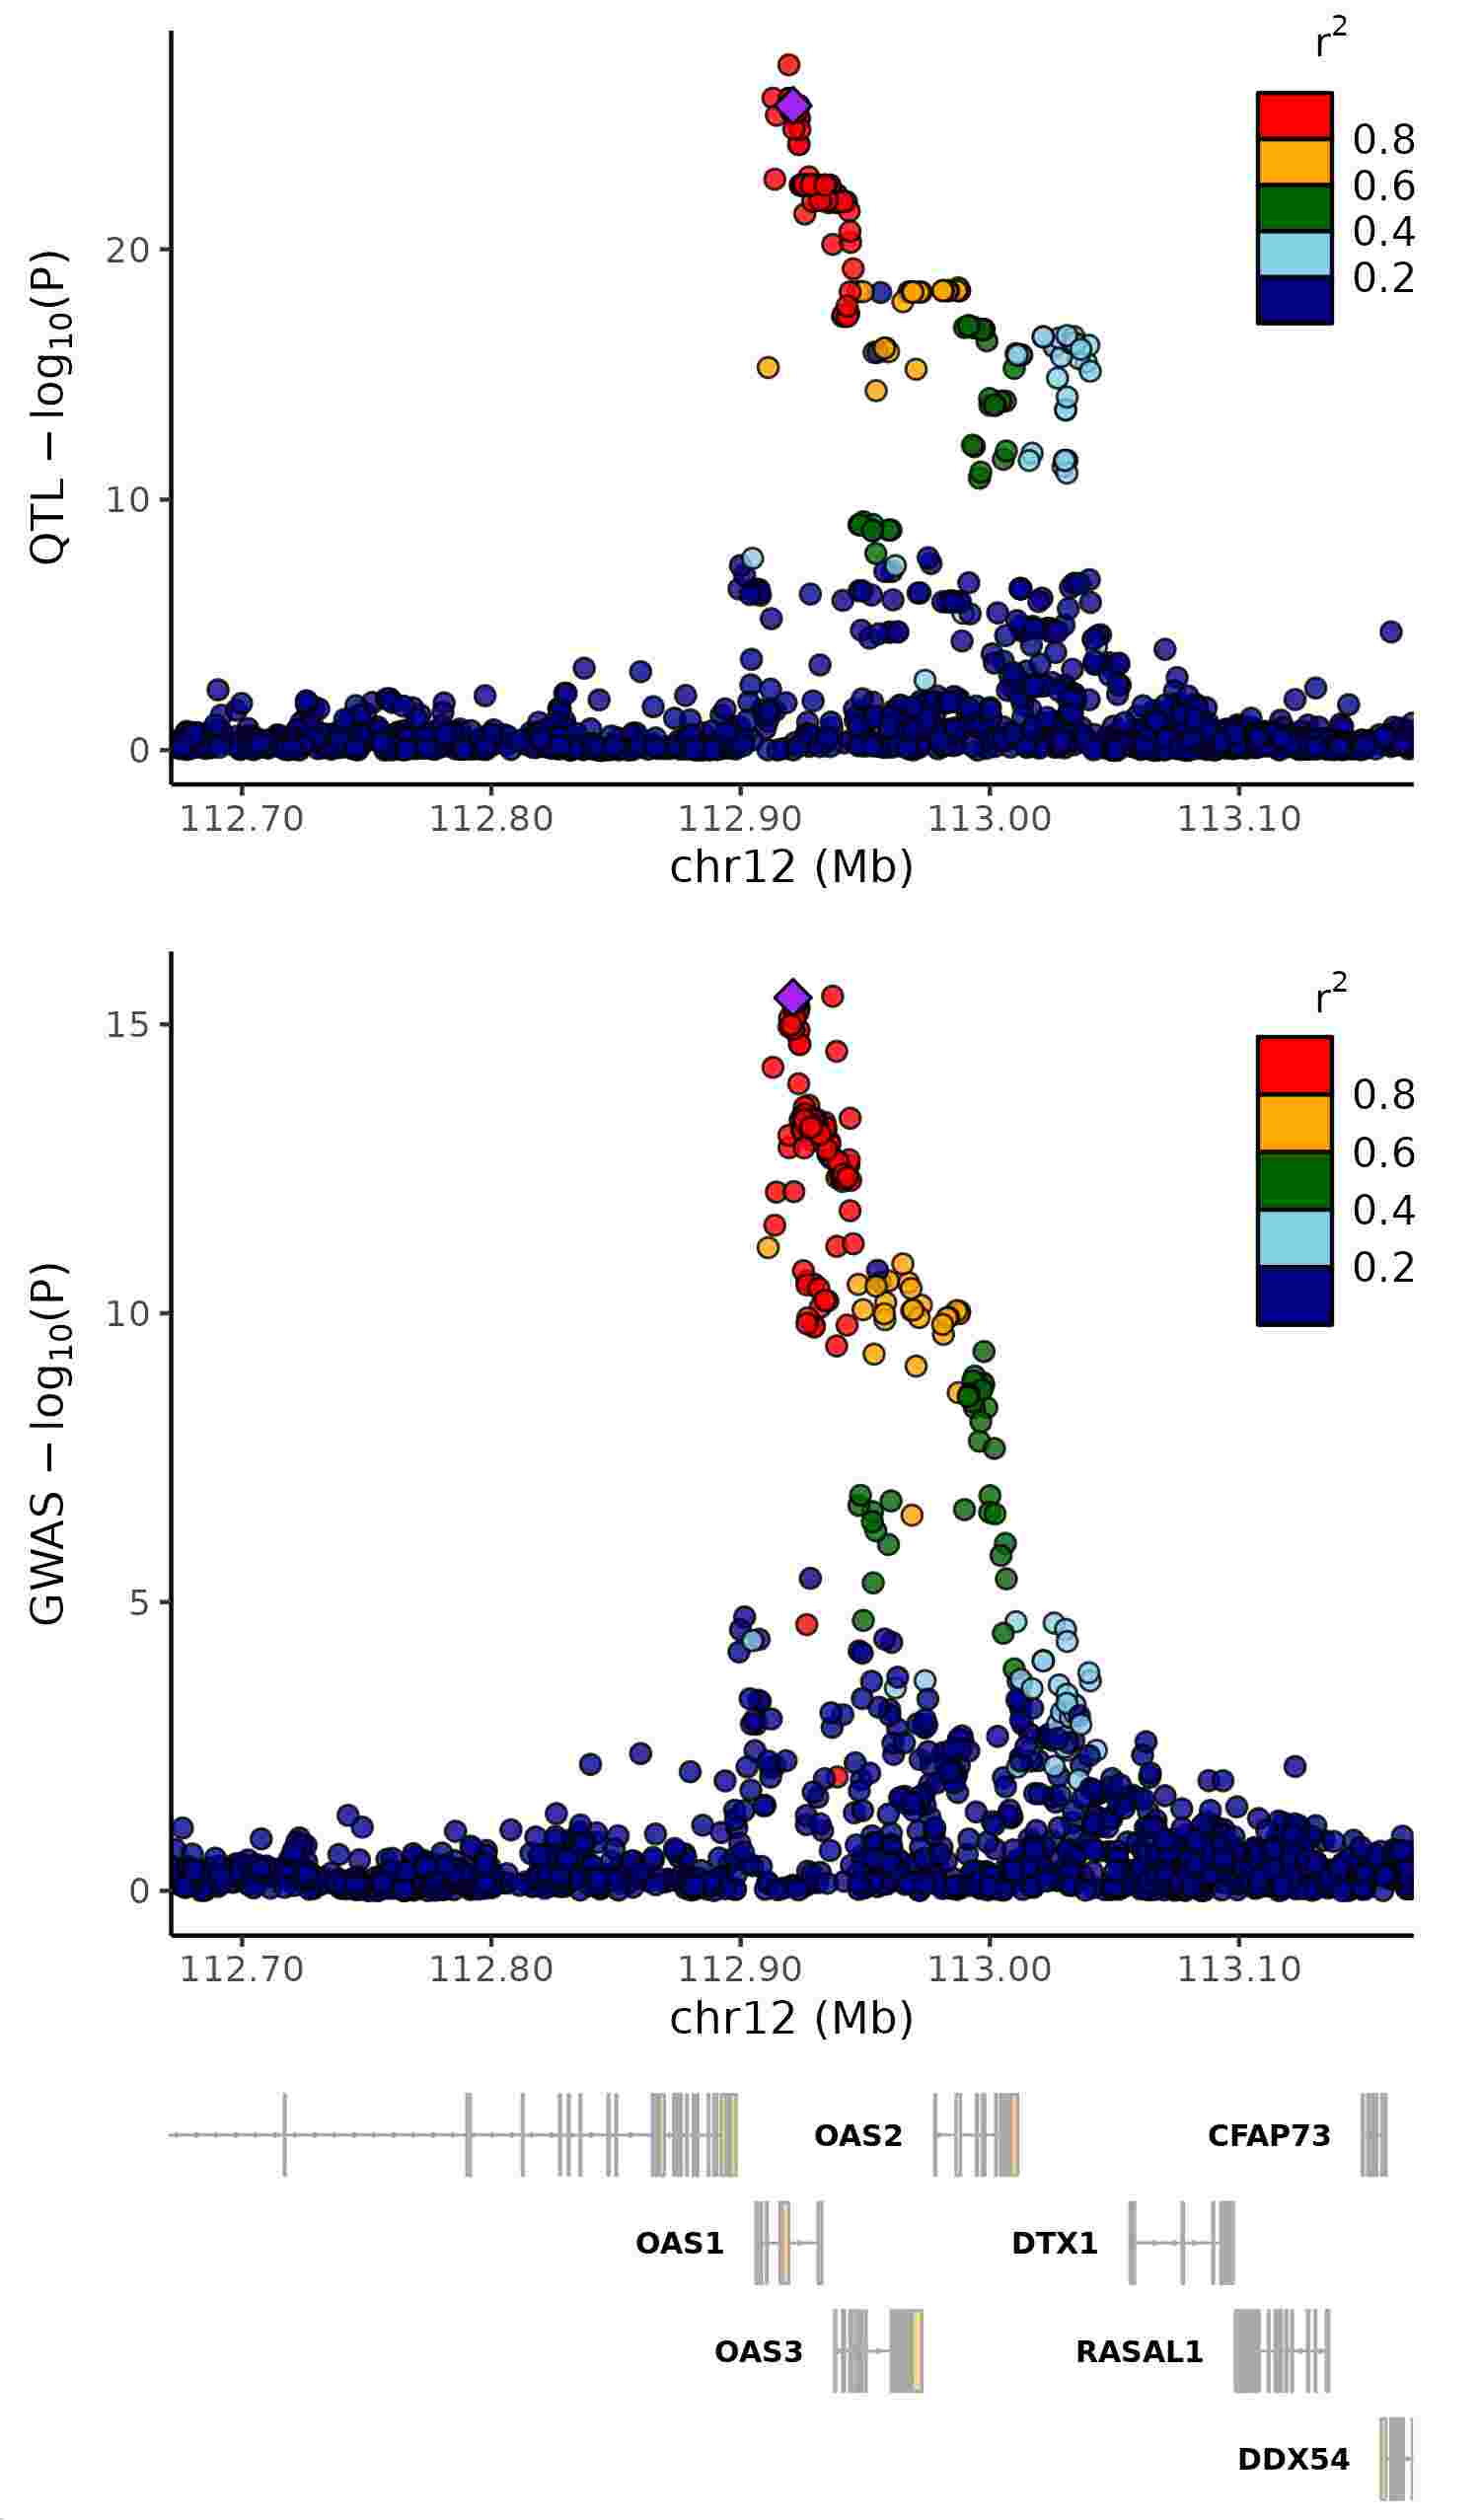 r²
0.8
0.6
0.4
0.2
20
10
0
QTL −log₁₀(P)
112.70 112.80 112.90 113.00 113.10
chr12 (Mb)
r²
0.8
0.6
0.4
0.2
15
10
5
0
GWAS −log₁₀(P)
112.70 112.80 112.90 113.00 113.10
chr12 (Mb)
OAS2 CFAP73
OAS1 DTX1
OAS3 RASAL1
DDX54